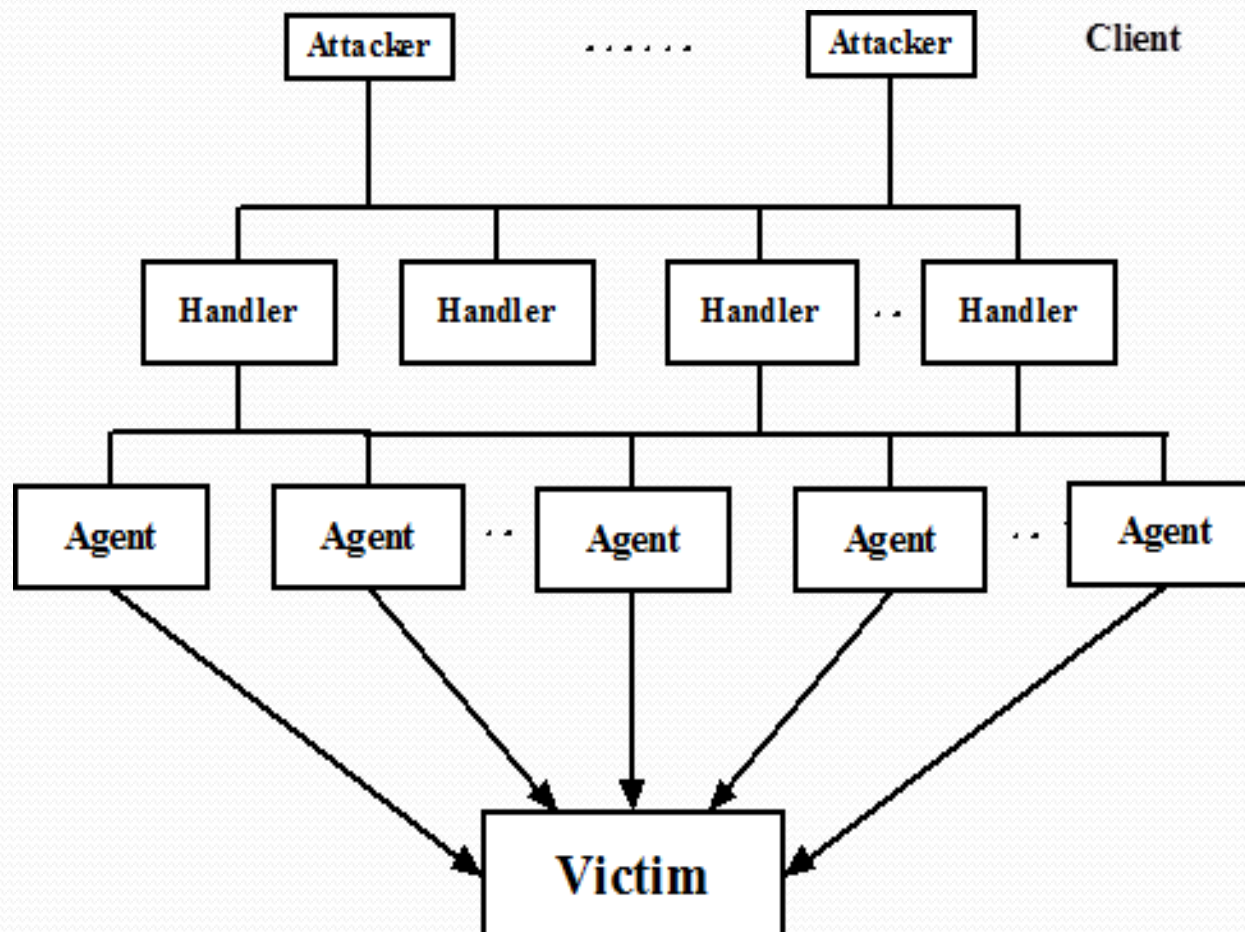 Attacker ...... Attacker Client
Handler Handler Handler .. Handler
Agent Agent .. Agent Agent .. Agent
Victim